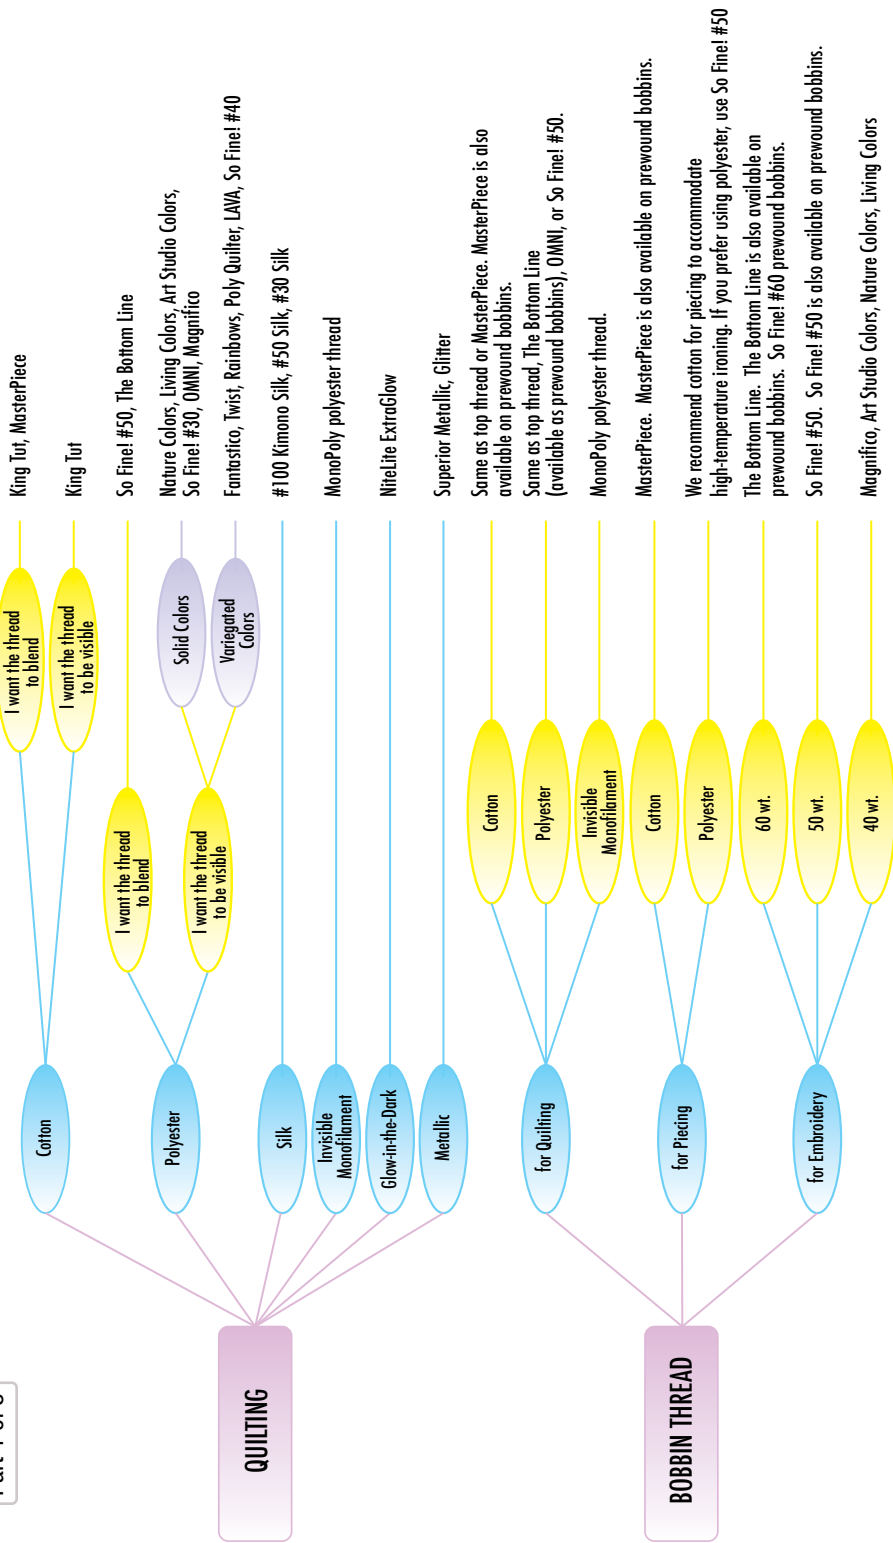 QUILTING
Cotton
I want the thread
to blend
King Tut, MasterPiece
I want the thread
to be visible
King Tut
Polyester
I want the thread
to blend
So Fine! #50, The Bottom Line
I want the thread
to be visible
Solid Colors
Nature Colors, Living Colors, Art Studio Colors,
So Fine! #30, OMNI, Magnifico
Variegated
Colors
Fantastico, Twist, Rainbows, Poly Quilter, LAVA, So Fine! #40
Silk
#100 Kimono Silk, #50 Silk, #30 Silk
Invisible
Monofilament
MonoPoly polyester thread
Glow-in-the-Dark
NiteLite ExtraGlow
Metallic
Superior Metallic, Glitter
BOBBIN THREAD
for Quilting
Cotton
Same as top thread or MasterPiece. MasterPiece is also
available on prewound bobbins.
Polyester
Same as top thread, The Bottom Line
(available as prewound bobbins), OMNI, or So Fine! #50.
Invisible
Monofilament
MonoPoly polyester thread.
for Piecing
Cotton
MasterPiece. MasterPiece is also available on prewound bobbins.
Polyester
We recommend cotton for piecing to accommodate
high-temperature ironing. If you prefer using polyester, use So Fine! #50
for Embroidery
60 wt.
The Bottom Line. The Bottom Line is also available on
prewound bobbins. So Fine! #60 prewound bobbins.
50 wt.
So Fine! #50. So Fine! #50 is also available on prewound bobbins.
40 wt.
Magnifico, Art Studio Colors, Nature Colors, Living Colors